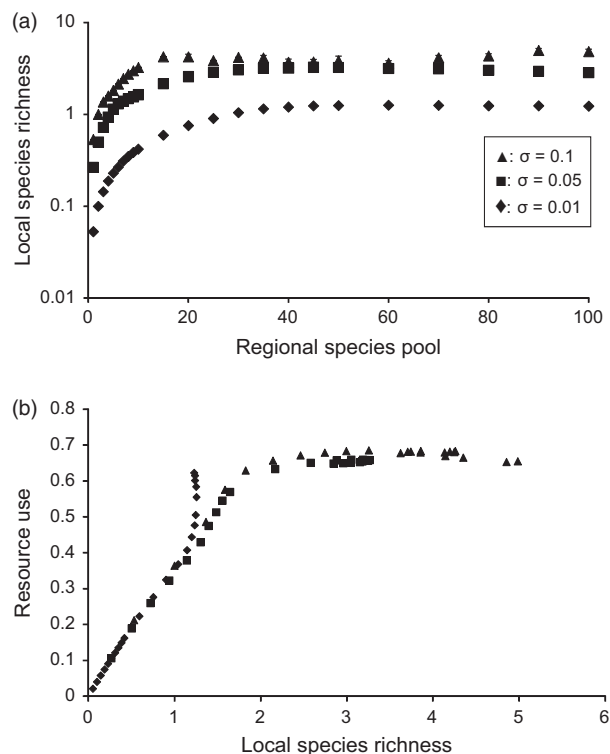 (a)
10
1
0.1
0.01
Local species richness
0 20 40 60 80 100
Regional species pool
▲: σ = 0.1
■: σ = 0.05
◆: σ = 0.01
(b)
0.8
0.7
0.6
0.5
0.4
0.3
0.2
0.1
0
Resource use
0 1 2 3 4 5 6
Local species richness